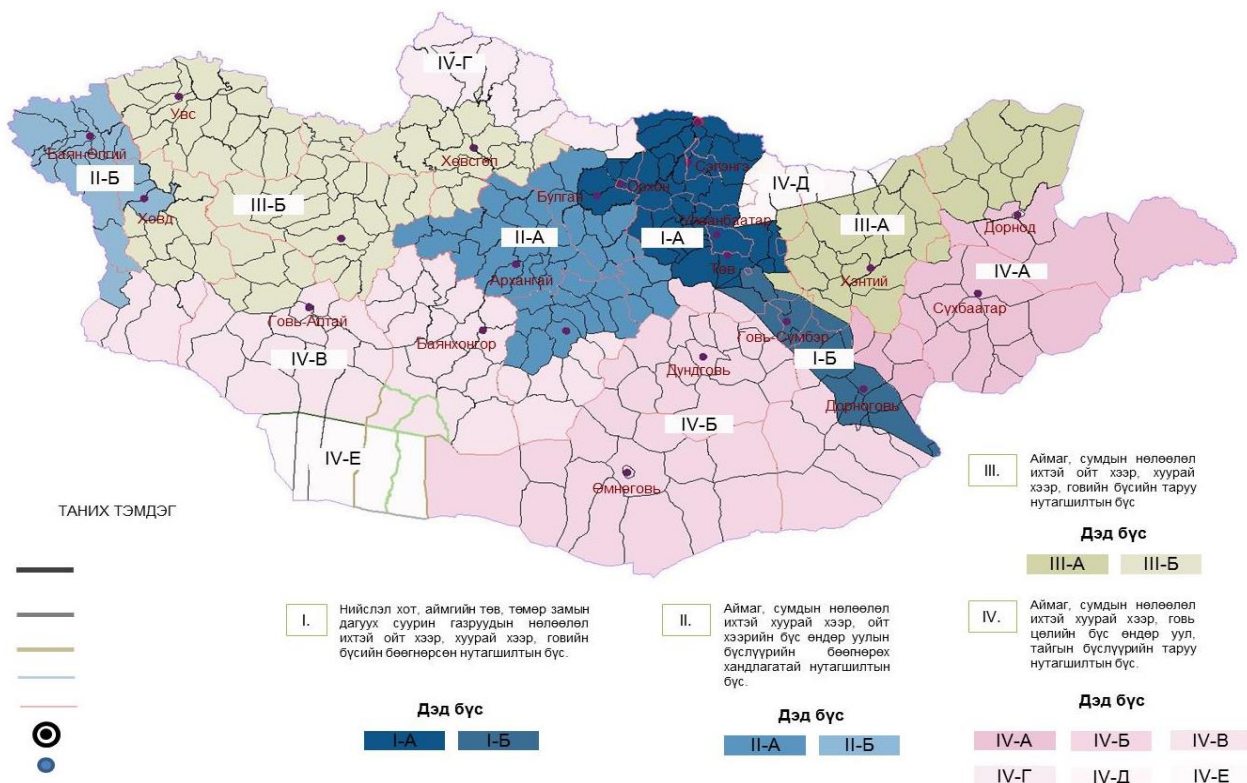 IV-Г
Увс
Баян-Өлгий
II-Б
Ховд
III-Б
Хөвсгөл
Сэлэнгэ
Орхон
Булган
IV-Д
Улаанбаатар
II-А
I-А
III-А
Төв
Архангай
Хэнтий
Дорнод
IV-А
Сүхбаатар
Говь-Алтай
Баянхонгор
Говь-Сүмбэр
IV-В
I-Б
Дундговь
Дорноговь
IV-Б
IV-Е
Өмнөговь
ТАНИХ ТЭМДЭГ
I.
Нийслэл хот, аймгийн төв, төмөр замын
дагуух суурин газруудын нөлөөлөл
ихтэй ойт хээр, хуурай хээр, говийн
бүсийн бөөгнөрсөн нутагшилтын бүс.
Дэд бүс
I-А
I-Б
II.
Аймаг, сумдын нөлөөлөл
ихтэй хуурай хээр, ойт
хээрийн бүс өндөр уулын
бүслүүрийн бөөгнөрөх
хандлагатай нутагшилтын
бүс.
Дэд бүс
II-А
II-Б
III.
Аймаг, сумдын нөлөөлөл
ихтэй ойт хээр, хуурай
хээр, говийн бүсийн таруу
нутагшилтын бүс
Дэд бүс
III-А
III-Б
IV.
Аймаг, сумдын нөлөөлөл
ихтэй хуурай хээр, говь
цөлийн бүс өндөр уул,
тайгын бүслүүрийн таруу
нутагшилтын бүс.
Дэд бүс
IV-А
IV-Б
IV-В
IV-Г
IV-Д
IV-Е